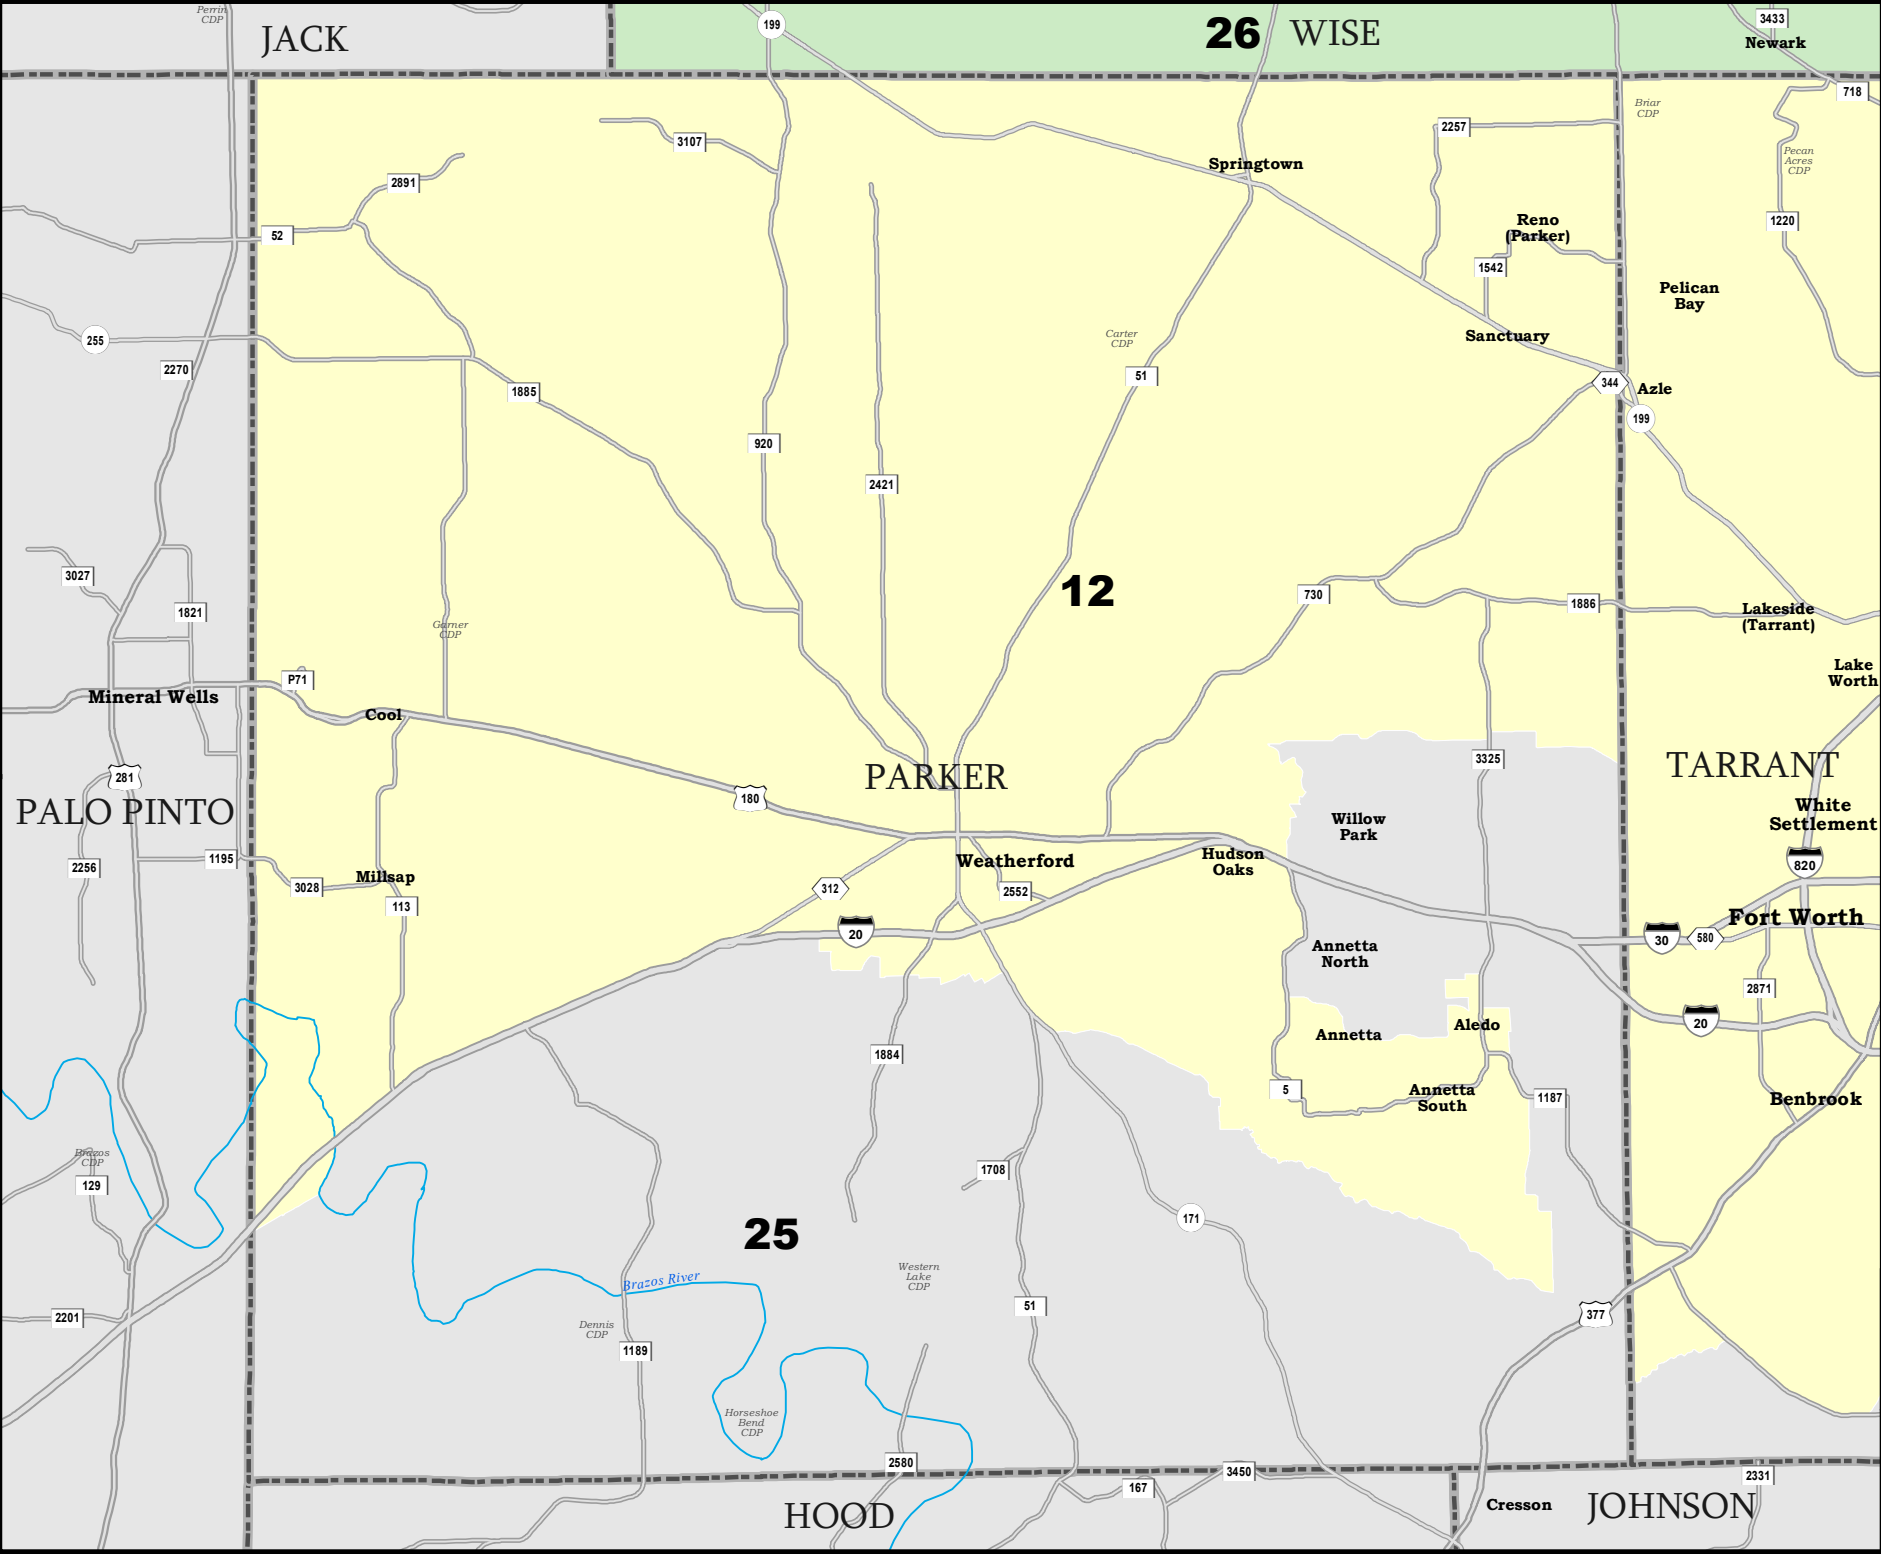 Perrin
CDP
JACK
199
26
WISE
3433
Newark
718
Briar
CDP
2257
3107
Pecan
Acres
CDP
Springtown
2891
52
Reno
(Parker)
1220
1542
Pelican
Bay
255
Carter
CDP
Sanctuary
2270
51
344
Azle
1885
199
920
2421
3027
12
730
1886
1821
Lakeside
(Tarrant)
Garner
CDP
Lake
Worth
P71
Mineral Wells
Cool
3325
TARRANT
281
PARKER
180
PALO PINTO
White
Settlement
Willow
Park
1195
2256
Weatherford
Hudson
Oaks
820
3028
Millsap
312
2552
113
Fort Worth
20
30
580
Annetta
North
2871
20
Aledo
Annetta
1884
5
Annetta
South
1187
Benbrook
Brazos
CDP
129
1708
171
25
Western
Lake
CDP
Brazos River
51
377
2201
Dennis
CDP
1189
Horseshoe
Bend
CDP
2580
3450
2331
167
HOOD
Cresson
JOHNSON